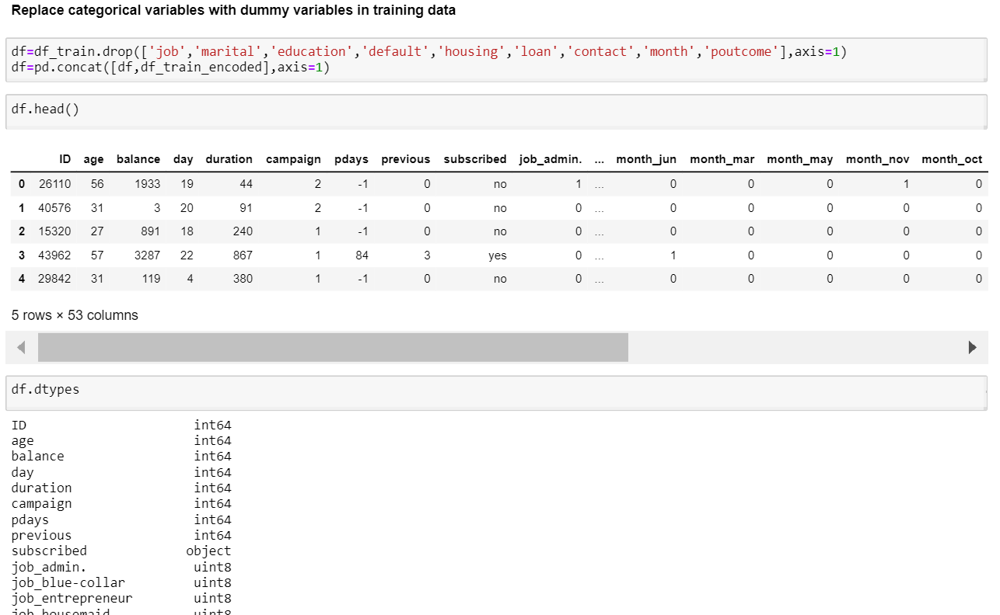 Replace categorical variables with dummy variables in training data
df=df_train.drop(['job','marital','education','default','housing','loan','contact','month','poutcome'],axis=1)
df=pd.concat([df,df_train_encoded],axis=1)
df.head()
ID age balance day duration campaign pdays previous subscribed job_admin. ... month_jun month_mar month_may month_nov month_oct
0 26110 56 1933 19 44 2 -1 0 no 1 ... 0 0 0 1 0
1 40576 31 3 20 91 2 -1 0 no 0 ... 0 0 0 0 0
2 15320 27 891 18 240 1 -1 0 no 0 ... 0 0 0 0 0
3 43962 57 3287 22 867 1 84 3 yes 0 ... 1 0 0 0 0
4 29842 31 119 4 380 1 -1 0 no 0 ... 0 0 0 0 0
5 rows × 53 columns
df.dtypes
ID int64
age int64
balance int64
day int64
duration int64
campaign int64
pdays int64
previous int64
subscribed object
job_admin. uint8
job_blue-collar uint8
job_entrepreneur uint8
job_housemaid uint8